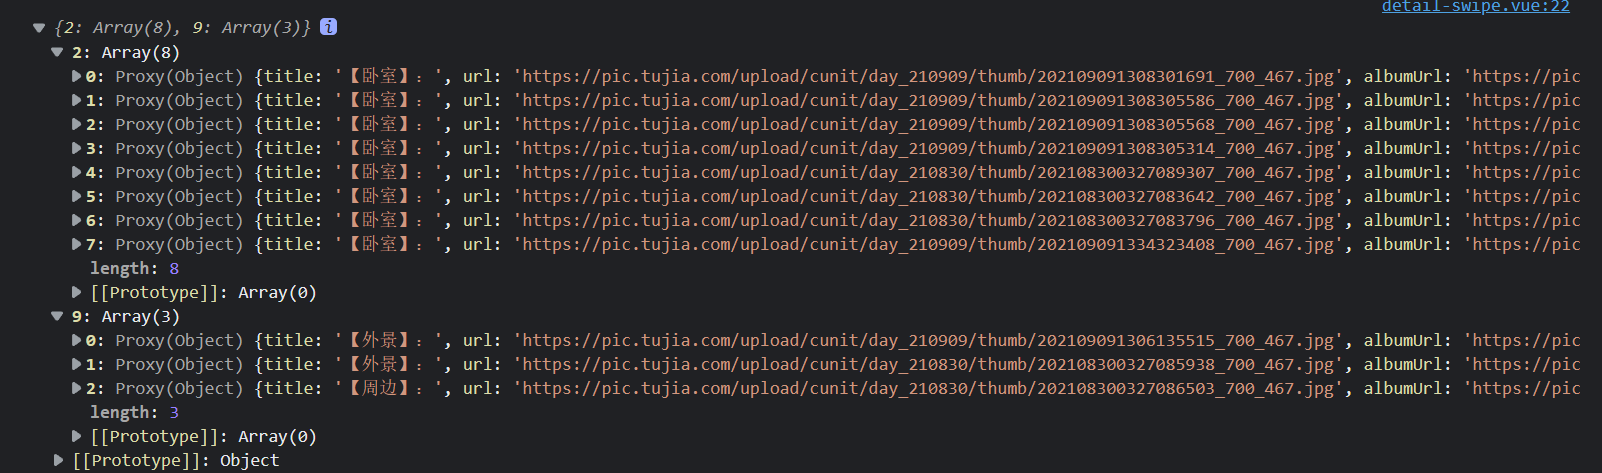 detail-swipe.vue:22
▼ {2: Array(8), 9: Array(3)} i
▼ 2: Array(8)
▶ 0: Proxy(Object) {title: '【卧室】：', url: 'https://pic.tujia.com/upload/cunit/day_210909/thumb/202109091308301691_700_467.jpg', albumUrl: 'https://pic
▶ 1: Proxy(Object) {title: '【卧室】：', url: 'https://pic.tujia.com/upload/cunit/day_210909/thumb/202109091308305586_700_467.jpg', albumUrl: 'https://pic
▶ 2: Proxy(Object) {title: '【卧室】：', url: 'https://pic.tujia.com/upload/cunit/day_210909/thumb/202109091308305568_700_467.jpg', albumUrl: 'https://pic
▶ 3: Proxy(Object) {title: '【卧室】：', url: 'https://pic.tujia.com/upload/cunit/day_210909/thumb/202109091308305314_700_467.jpg', albumUrl: 'https://pic
▶ 4: Proxy(Object) {title: '【卧室】：', url: 'https://pic.tujia.com/upload/cunit/day_210830/thumb/202108300327089307_700_467.jpg', albumUrl: 'https://pic
▶ 5: Proxy(Object) {title: '【卧室】：', url: 'https://pic.tujia.com/upload/cunit/day_210830/thumb/202108300327083642_700_467.jpg', albumUrl: 'https://pic
▶ 6: Proxy(Object) {title: '【卧室】：', url: 'https://pic.tujia.com/upload/cunit/day_210830/thumb/202108300327083796_700_467.jpg', albumUrl: 'https://pic
▶ 7: Proxy(Object) {title: '【卧室】：', url: 'https://pic.tujia.com/upload/cunit/day_210909/thumb/202109091334323408_700_467.jpg', albumUrl: 'https://pic
length: 8
▶ [[Prototype]]: Array(0)
▼ 9: Array(3)
▶ 0: Proxy(Object) {title: '【外景】：', url: 'https://pic.tujia.com/upload/cunit/day_210909/thumb/202109091306135515_700_467.jpg', albumUrl: 'https://pic
▶ 1: Proxy(Object) {title: '【外景】：', url: 'https://pic.tujia.com/upload/cunit/day_210830/thumb/202108300327085938_700_467.jpg', albumUrl: 'https://pic
▶ 2: Proxy(Object) {title: '【周边】：', url: 'https://pic.tujia.com/upload/cunit/day_210830/thumb/202108300327086503_700_467.jpg', albumUrl: 'https://pic
length: 3
▶ [[Prototype]]: Array(0)
▶ [[Prototype]]: Object